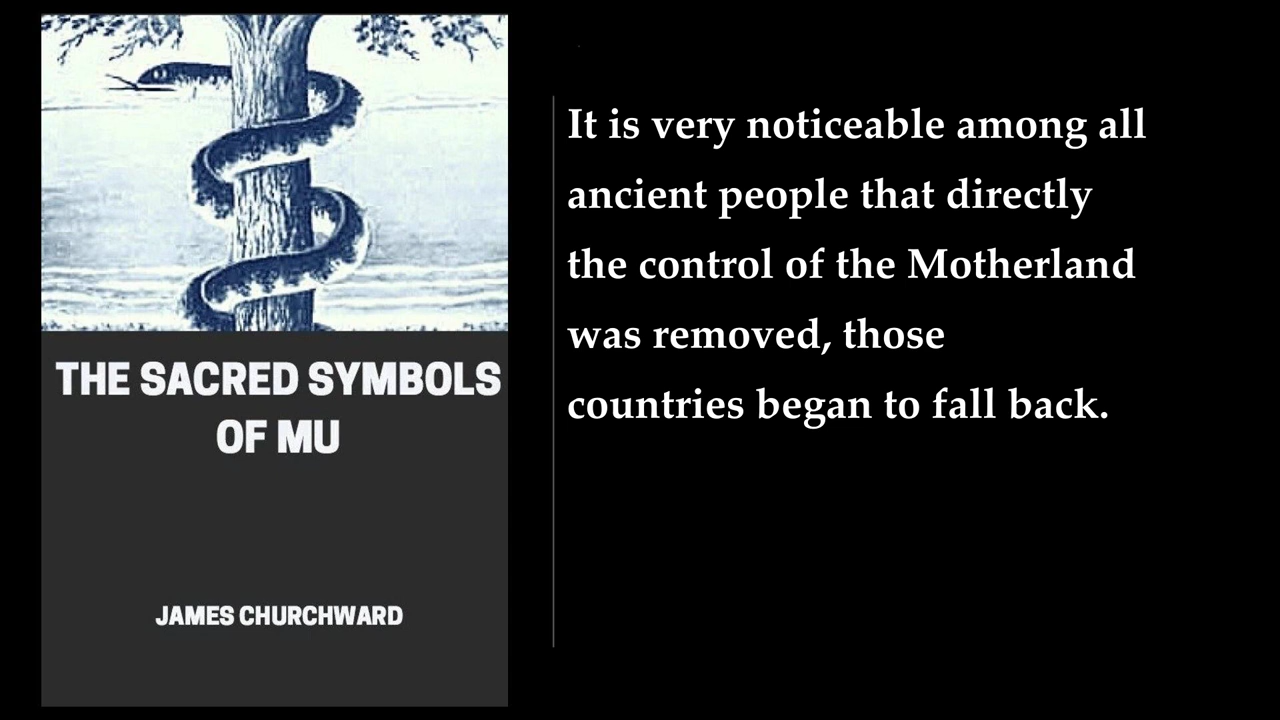 THE SACRED SYMBOLS
OF MU
JAMES CHURCHWARD
It is very noticeable among all
ancient people that directly
the control of the Motherland
was removed, those
countries began to fall back.